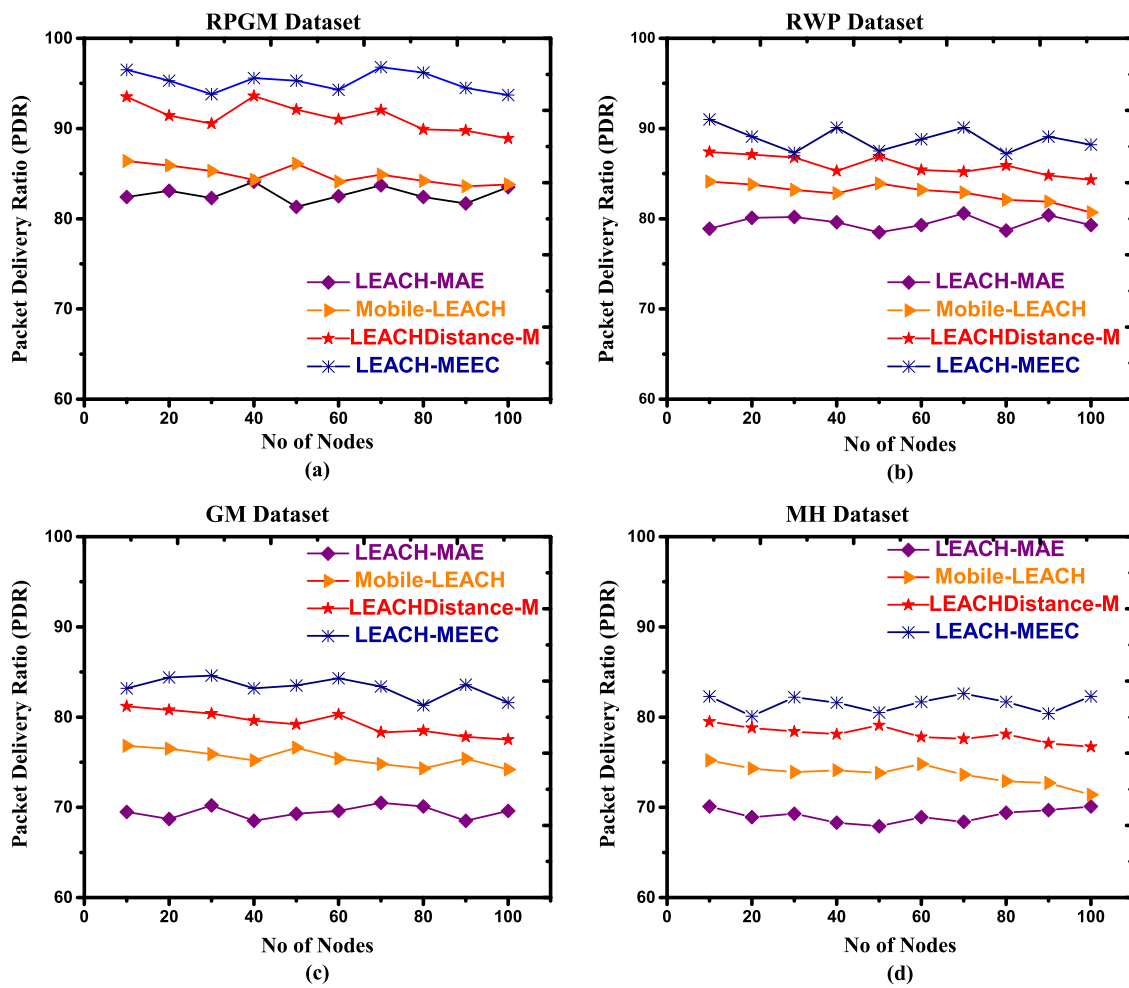 RPGM Dataset
100
90
80
70
60
Packet Delivery Ratio (PDR)
LEACH-MAE
Mobile-LEACH
LEACHDistance-M
LEACH-MEEC
0
20
40
60
80
100
No of Nodes
(a)
RWP Dataset
100
90
80
70
60
Packet Delivery Ratio (PDR)
LEACH-MAE
Mobile-LEACH
LEACHDistance-M
LEACH-MEEC
0
20
40
60
80
100
No of Nodes
(b)
GM Dataset
100
90
80
70
60
Packet Delivery Ratio (PDR)
LEACH-MAE
Mobile-LEACH
LEACHDistance-M
LEACH-MEEC
0
20
40
60
80
100
No of Nodes
(c)
MH Dataset
100
90
80
70
60
Packet Delivery Ratio (PDR)
LEACH-MAE
Mobile-LEACH
LEACHDistance-M
LEACH-MEEC
0
20
40
60
80
100
No of Nodes
(d)